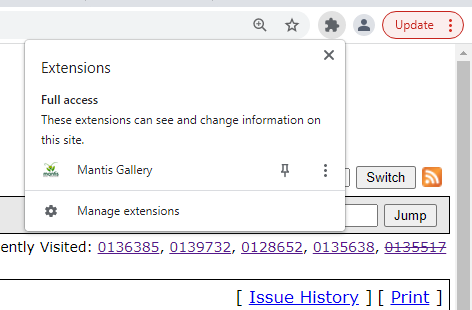 Update
Extensions
Full access
These extensions can see and change information on
this site.
mantis
Mantis Gallery
Switch
Manage extensions
Jump
ently Visited: 0136385, 0139732, 0128652, 0135638, 0135517
[ Issue History ] [ Print ]